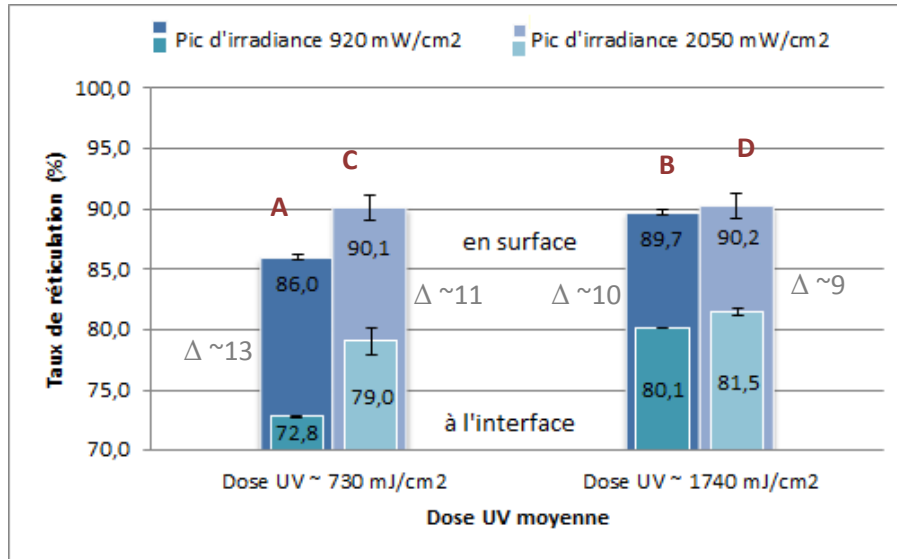 Pic d'irradiance 920 mW/cm2 Pic d'irradiance 2050 mW/cm2
Taux de réticulation (%)
100,0
95,0
90,0
85,0
80,0
75,0
70,0
A
C
B
D
86,0
90,1
89,7
90,2
en surface
Δ ~13
Δ ~11
Δ ~10
Δ ~9
72,8
79,0
80,1
81,5
à l'interface
Dose UV ~ 730 mJ/cm2 Dose UV ~ 1740 mJ/cm2
Dose UV moyenne